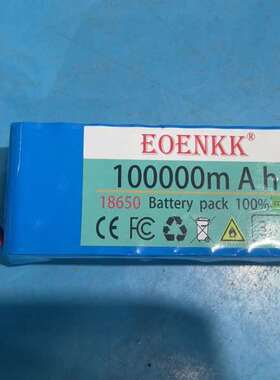 EOENKK®
100000m A h
18650 Battery pack 100%
CE FC